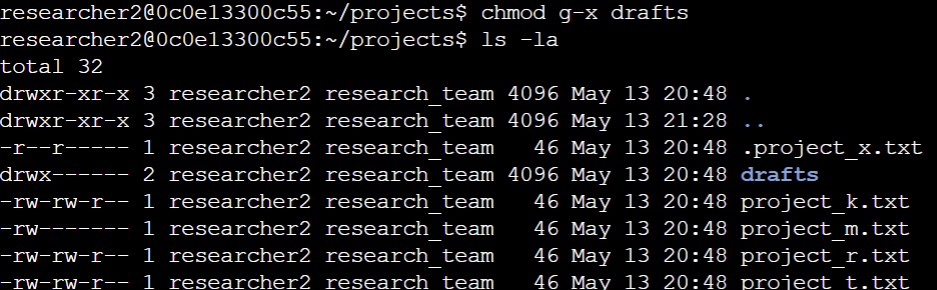 researcher2@0c0e13300c55:~/projects$ chmod g-x drafts
researcher2@0c0e13300c55:~/projects$ ls -la
total 32
drwxr-xr-x 3 researcher2 research_team 4096 May 13 20:48 .
drwxr-xr-x 3 researcher2 research_team 4096 May 13 21:28 ..
-r--r----- 1 researcher2 research_team   46 May 13 20:48 .project_x.txt
drwx------ 2 researcher2 research_team 4096 May 13 20:48 drafts
-rw-rw-r-- 1 researcher2 research_team   46 May 13 20:48 project_k.txt
-rw------- 1 researcher2 research_team   46 May 13 20:48 project_m.txt
-rw-rw-r-- 1 researcher2 research_team   46 May 13 20:48 project_r.txt
-rw-rw-r-- 1 researcher2 research_team   46 May 13 20:48 project_t.txt